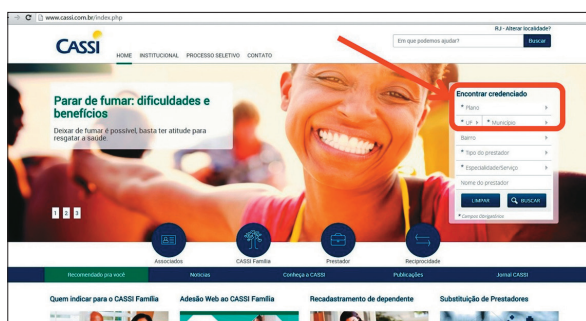 www.cassi.com.br/index.php
RJ - Alterar localidade?
CASSI
HOME INSTITUCIONAL PROCESSO SELETIVO CONTATO
Em que podemos ajudar?
Buscar
Parar de fumar: dificuldades e
benefícios
Deixar de fumar é possível, basta ter atitude para
resgatar a saúde.
1 2 3
Encontrar credenciado
* Plano
* UF * Município
Bairro
* Tipo do prestador
* Especialidade/Serviço
Nome do prestador
LIMPAR BUSCAR
* Campos Obrigatórios
Associados CASSI Família Prestador Reciprocidade
Recomendado pra você Notícias Conheça a CASSI Publicações Jornal CASSI
Quem indicar para o CASSI Família Adesão Web ao CASSI Família Recadastramento de dependente Substituição de Prestadores